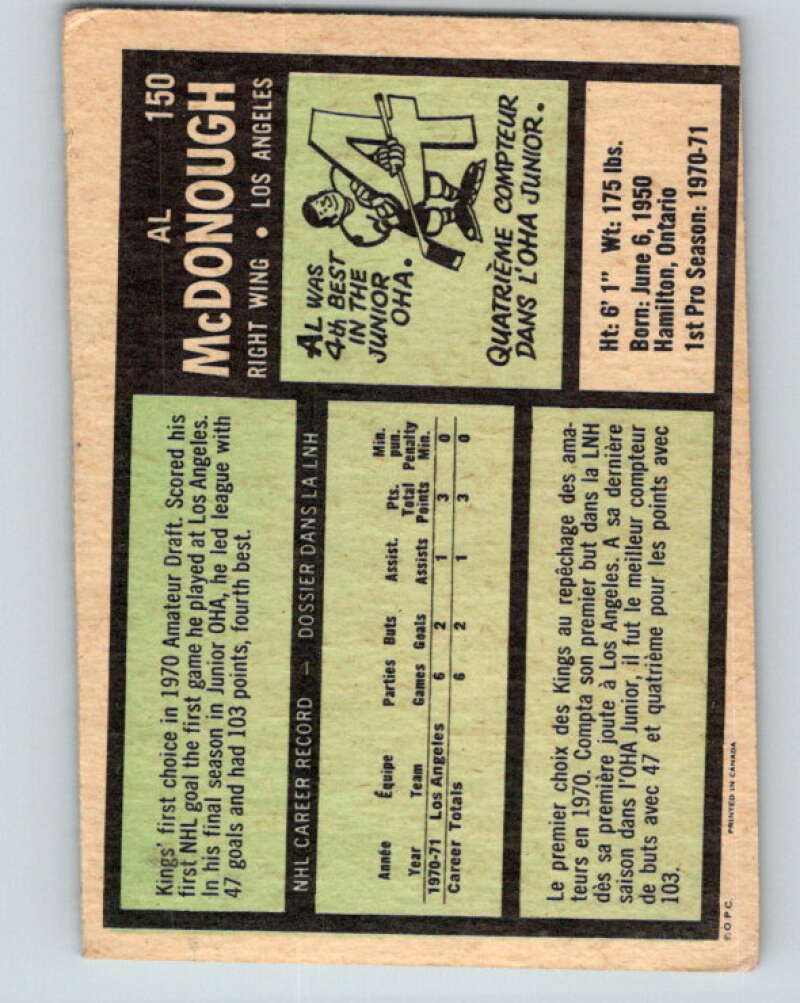 150
AL
McDONOUGH
RIGHT WING • LOS ANGELES
Kings' first choice in 1970 Amateur Draft. Scored his
first NHL goal the first game he played at Los Angeles.
In his final season in Junior OHA, he led league with
47 goals and had 103 points, fourth best.
AL WAS
4th BEST
IN THE
JUNIOR
OHA.
4
QUATRIÈME COMPTEUR
DANS L'OHA JUNIOR.
NHL CAREER RECORD — DOSSIER DANS LA LNH
Année Équipe Parties Buts Assist. Pts. Min. pun.
Year Team Games Goals Assists Total Points Penalty Min.
1970-71 Los Angeles 6 2 1 3 0
Career Totals 6 2 1 3 0
Ht: 6' 1" Wt: 175 lbs.
Born: June 6, 1950
Hamilton, Ontario
1st Pro Season: 1970-71
Le premier choix des Kings au repêchage des ama-
teurs en 1970. Compta son premier but dans la LNH
dès sa première joute à Los Angeles. A sa dernière
saison dans l'OHA Junior, il fut le meilleur compteur
de buts avec 47 et quatrième pour les points avec
103.
© O.P.C. PRINTED IN CANADA